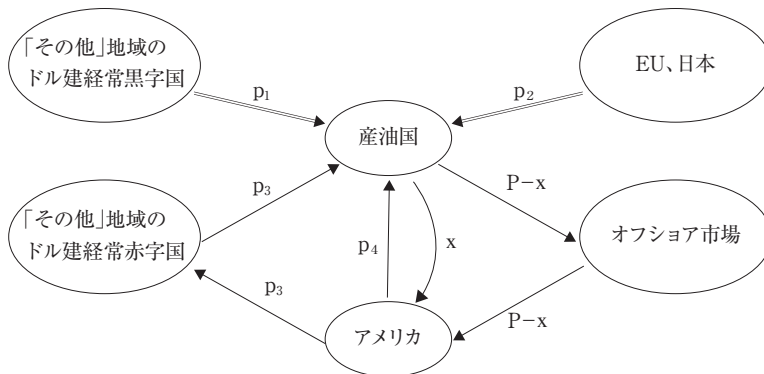 「その他」地域の
ドル建経常黒字国
EU、日本
p1
p2
産油国
p3
P−x
「その他」地域の
ドル建経常赤字国
オフショア市場
p4
x
p3
P−x
アメリカ